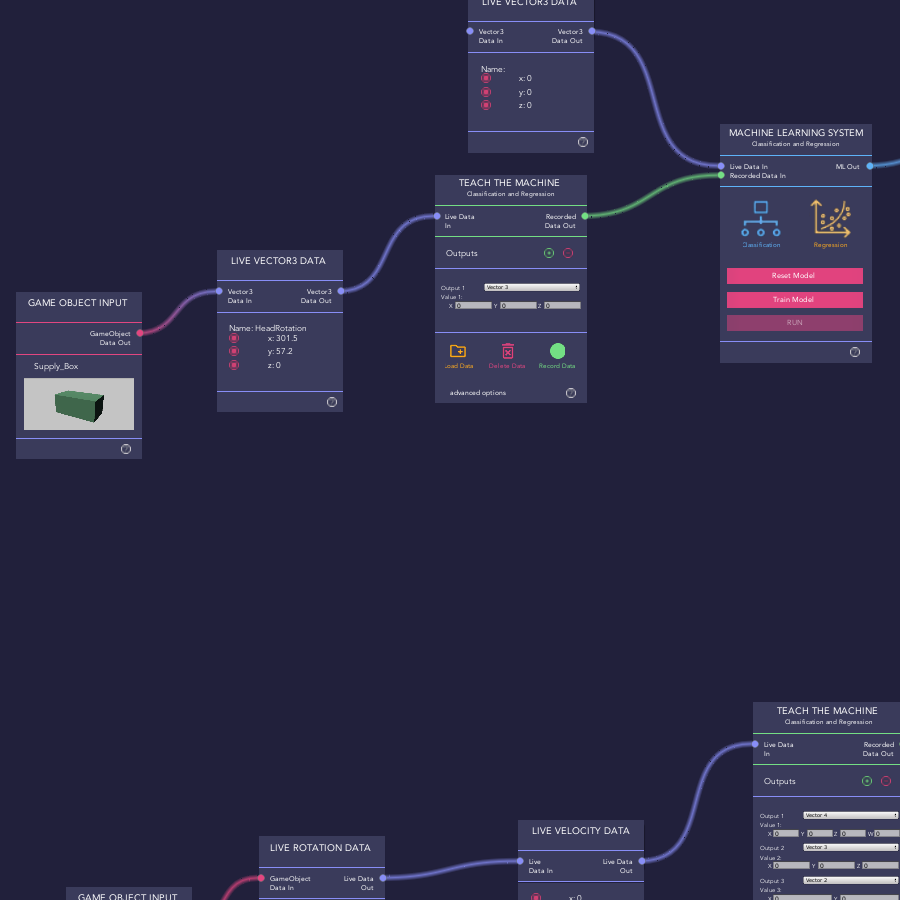 LIVE VECTOR3 DATA
Vector3
Data In
Vector3
Data Out
Name:
x: 0
y: 0
z: 0
MACHINE LEARNING SYSTEM
Classification and Regression
Live Data In
Recorded Data In
ML Out
Classification
Regression
Reset Model
Train Model
RUN
TEACH THE MACHINE
Classification and Regression
Live Data
In
Recorded
Data Out
Outputs
Output 1
Vector 3
Value 1:
X 0 Y 0 Z 0
Load Data
Delete Data
Record Data
advanced options
LIVE VECTOR3 DATA
Vector3
Data In
Vector3
Data Out
Name: HeadRotation
x: 301.5
y: 57.2
z: 0
GAME OBJECT INPUT
GameObject
Data Out
Supply_Box
TEACH THE MACHINE
Classification and Regression
Live Data
In
Recorded
Data Out
Outputs
Output 1
Vector 4
Value 1:
X 0 Y 0 Z 0 W 0
Output 2
Vector 3
Value 2:
X 0 Y 0 Z 0
Output 3
Vector 2
Value 3:
LIVE VELOCITY DATA
Live
Data In
Live Data
Out
x: 0
LIVE ROTATION DATA
GameObject
Data In
Live Data
Out
GAME OBJECT INPUT